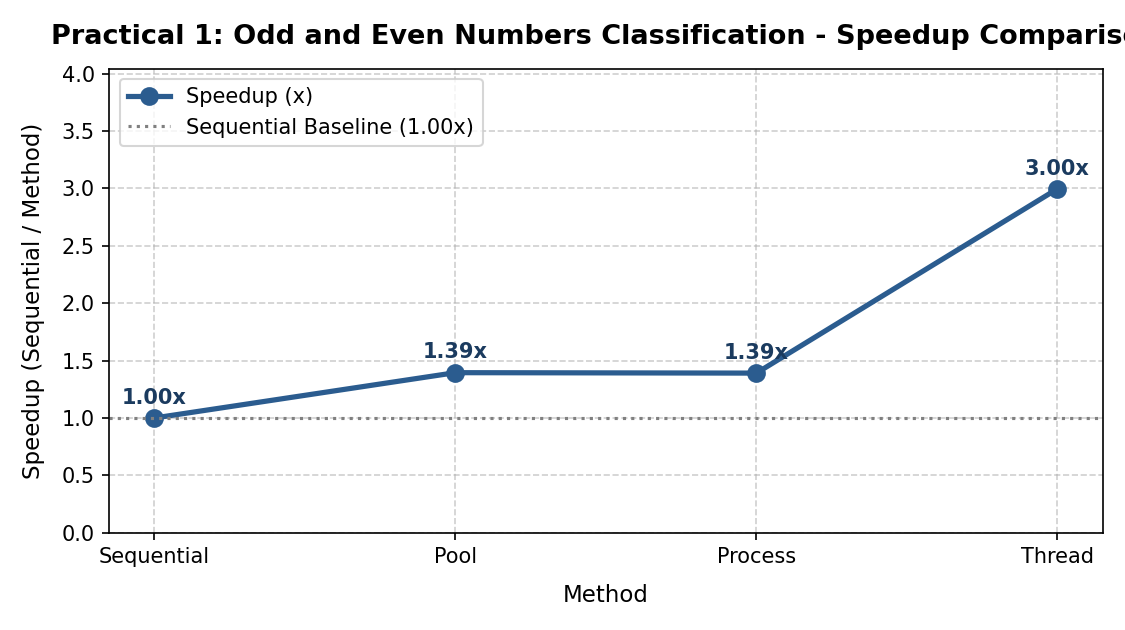 Practical 1: Odd and Even Numbers Classification - Speedup Comparis
Speedup (x)
Sequential Baseline (1.00x)
Speedup (Sequential / Method)
4.0
3.5
3.0
2.5
2.0
1.5
1.0
0.5
0.0
1.00x
1.39x
1.39x
3.00x
Sequential
Pool
Process
Thread
Method